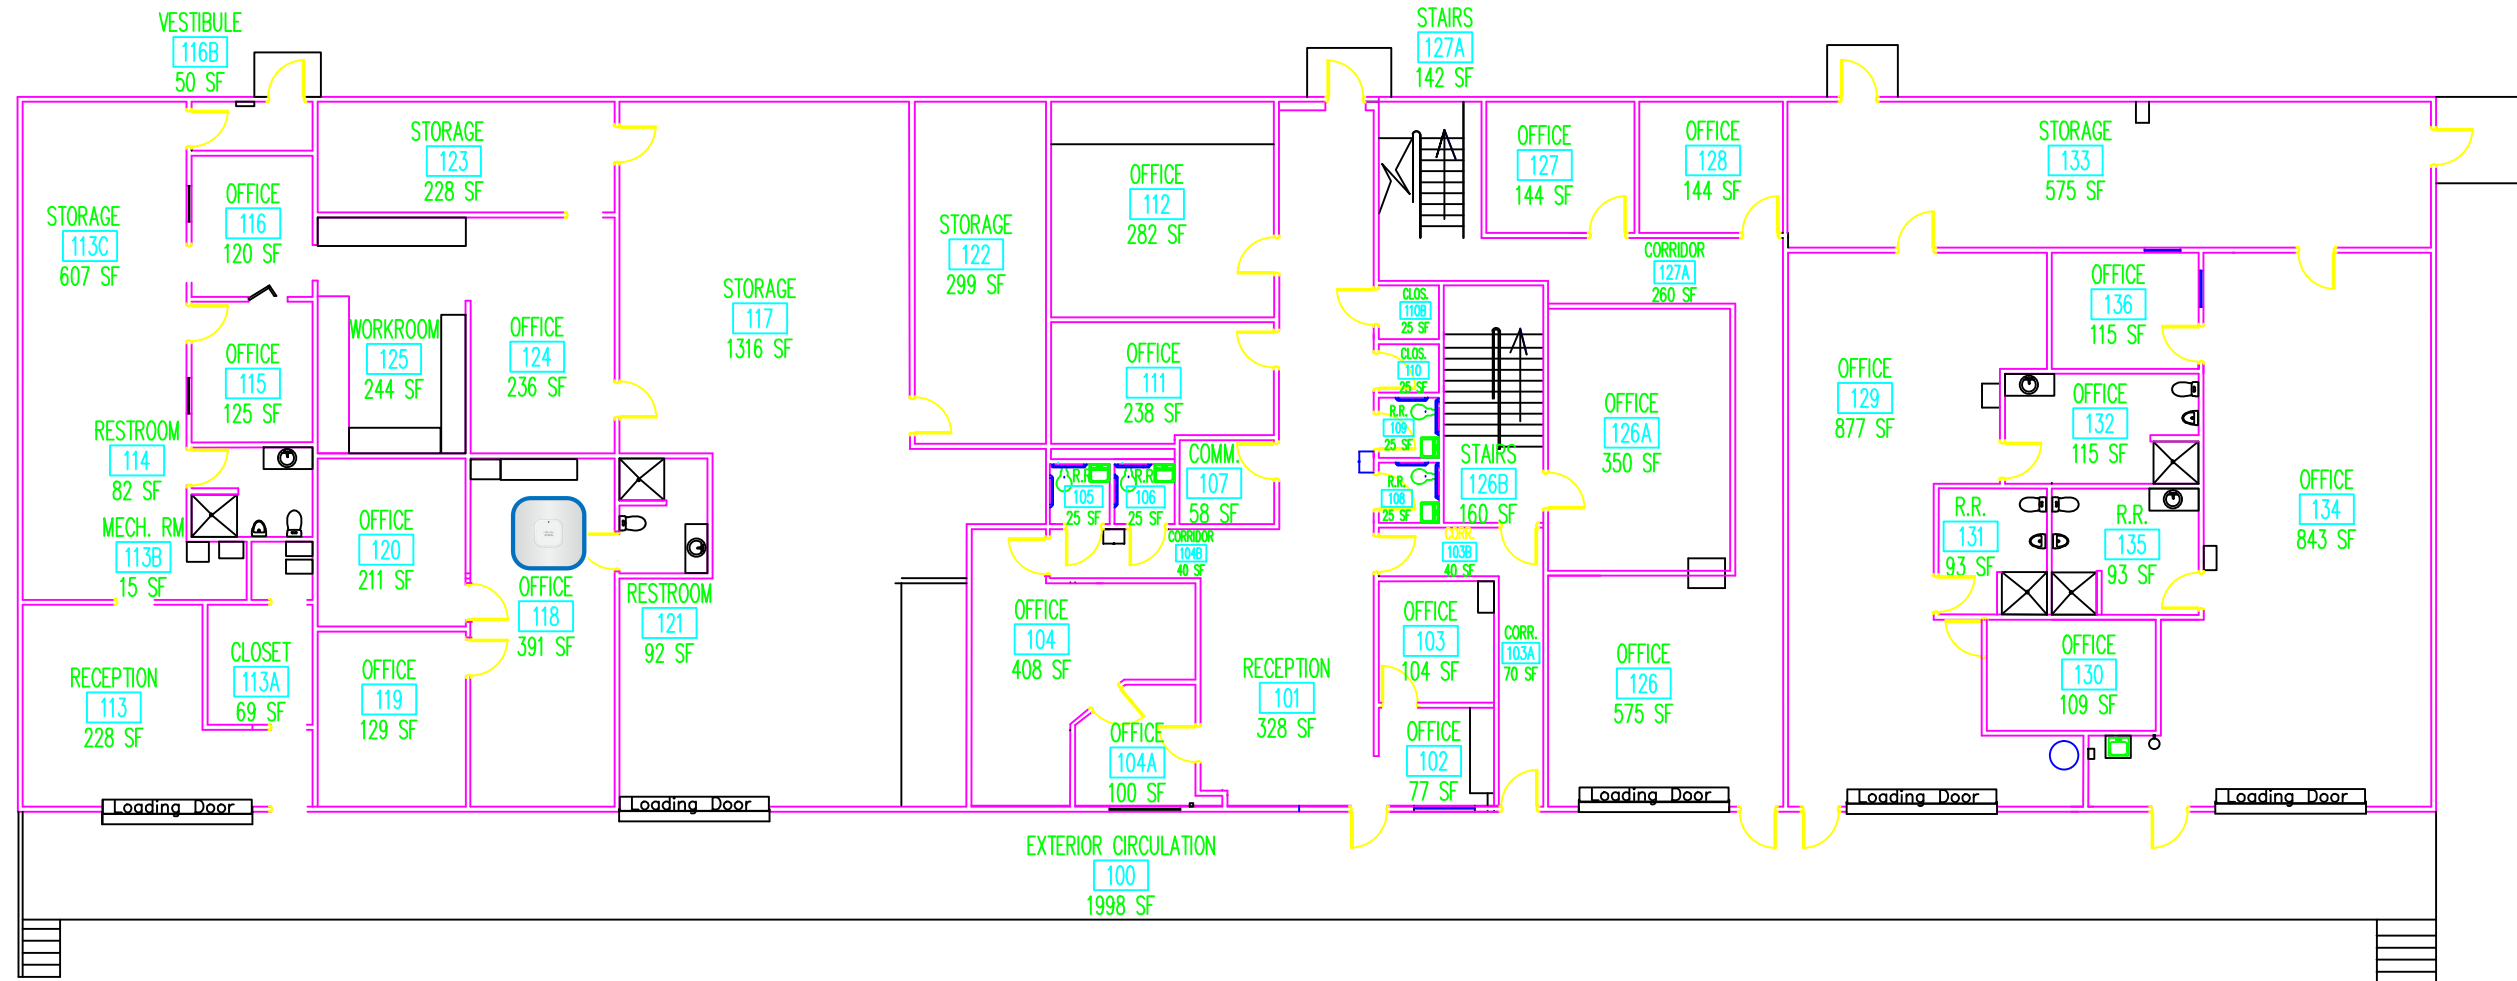 VESTIBULE
116B
50 SF
STAIRS
127A
142 SF
STORAGE
123
228 SF
OFFICE
127
144 SF
OFFICE
128
144 SF
STORAGE
133
575 SF
OFFICE
116
120 SF
STORAGE
113C
607 SF
OFFICE
112
282 SF
STORAGE
122
299 SF
CORRIDOR
127A
260 SF
STORAGE
117
1316 SF
CLOS.
110B
25 SF
OFFICE
136
115 SF
WORKROOM
125
244 SF
OFFICE
124
236 SF
OFFICE
115
125 SF
OFFICE
111
238 SF
CLOS.
110
25 SF
OFFICE
129
877 SF
OFFICE
132
115 SF
OFFICE
126A
350 SF
R.R.
109
25 SF
RESTROOM
114
82 SF
COMM.
107
58 SF
STAIRS
126B
160 SF
R.R.
105
25 SF
R.R.
106
25 SF
R.R.
108
25 SF
OFFICE
134
843 SF
MECH. RM
113B
15 SF
OFFICE
120
211 SF
CORRIDOR
104B
40 SF
CORR.
103B
40 SF
R.R.
131
93 SF
R.R.
135
93 SF
OFFICE
118
391 SF
RESTROOM
121
92 SF
OFFICE
104
408 SF
OFFICE
103
104 SF
CORR.
103A
70 SF
CLOSET
113A
69 SF
RECEPTION
113
228 SF
OFFICE
119
129 SF
RECEPTION
101
328 SF
OFFICE
126
575 SF
OFFICE
130
109 SF
OFFICE
104A
100 SF
OFFICE
102
77 SF
Loading Door
Loading Door
Loading Door
Loading Door
Loading Door
EXTERIOR CIRCULATION
100
1998 SF